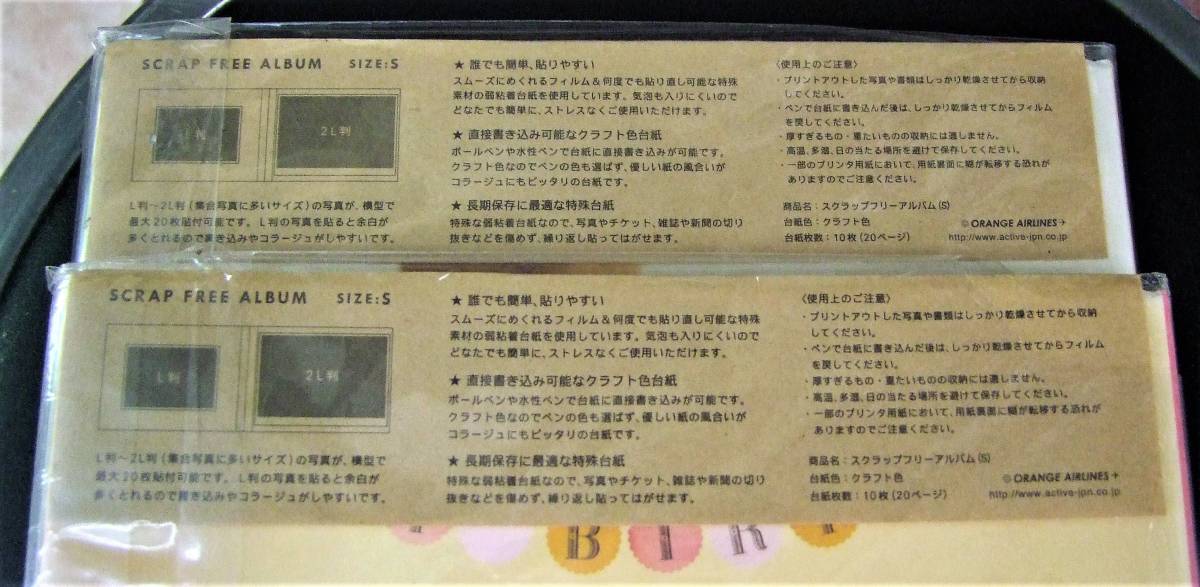 SCRAP FREE ALBUM SIZE:S
2L判
L判〜2L判(集合写真に多いサイズ)の写真が、横型で
最大20枚貼付可能です。L判の写真を貼ると余白が
多くとれるので書き込みやコラージュがしやすいです。
★ 誰でも簡単、貼りやすい
スムーズにめくれるフィルム&何度でも貼り直し可能な特殊
素材の弱粘着台紙を使用しています。気泡も入りにくいので
どなたでも簡単に、ストレスなくご使用いただけます。
★ 直接書き込み可能なクラフト色台紙
ボールペンや水性ペンで台紙に直接書き込みが可能です。
クラフト色なのでペンの色も選ばず、優しい紙の風合いが
コラージュにもピッタリの台紙です。
★ 長期保存に最適な特殊台紙
特殊な弱粘着台紙なので、写真やチケット、雑誌や新聞の切り
抜きなどを傷めず、繰り返し貼ってはがせます。
〈使用上のご注意〉
・プリントアウトした写真や書類はしっかり乾燥させてから収納
してください。
・ペンで台紙に書き込んだ後は、しっかり乾燥させてからフィルム
を戻してください。
・厚すぎるもの・重たいものの収納には適しません。
・高温、多湿、日の当たる場所を避けて保存してください。
・一部のプリンタ用紙において、用紙裏面に糊が転移する恐れが
ありますのでご注意ください。
商品名:スクラップフリーアルバム(S)
台紙色:クラフト色
台紙枚数:10枚(20ページ)
ORANGE AIRLINES
http://www.active-jpn.co.jp
SCRAP FREE ALBUM SIZE:S
L判
2L判
L判〜2L判(集合写真に多いサイズ)の写真が、横型で
最大20枚貼付可能です。L判の写真を貼ると余白が
多くとれるので書き込みやコラージュがしやすいです。
★ 誰でも簡単、貼りやすい
スムーズにめくれるフィルム&何度でも貼り直し可能な特殊
素材の弱粘着台紙を使用しています。気泡も入りにくいので
どなたでも簡単に、ストレスなくご使用いただけます。
★ 直接書き込み可能なクラフト色台紙
ボールペンや水性ペンで台紙に直接書き込みが可能です。
クラフト色なのでペンの色も選ばず、優しい紙の風合いが
コラージュにもピッタリの台紙です。
★ 長期保存に最適な特殊台紙
特殊な弱粘着台紙なので、写真やチケット、雑誌や新聞の切り
抜きなどを傷めず、繰り返し貼ってはがせます。
〈使用上のご注意〉
・プリントアウトした写真や書類はしっかり乾燥させてから収納
してください。
・ペンで台紙に書き込んだ後は、しっかり乾燥させてからフィルム
を戻してください。
・厚すぎるもの・重たいものの収納には適しません。
・高温、多湿、日の当たる場所を避けて保存してください。
・一部のプリンタ用紙において、用紙裏面に糊が転移する恐れが
ありますのでご注意ください。
商品名:スクラップフリーアルバム(S)
台紙色:クラフト色
台紙枚数:10枚(20ページ)
ORANGE AIRLINES
http://www.active-jpn.co.jp
BIR